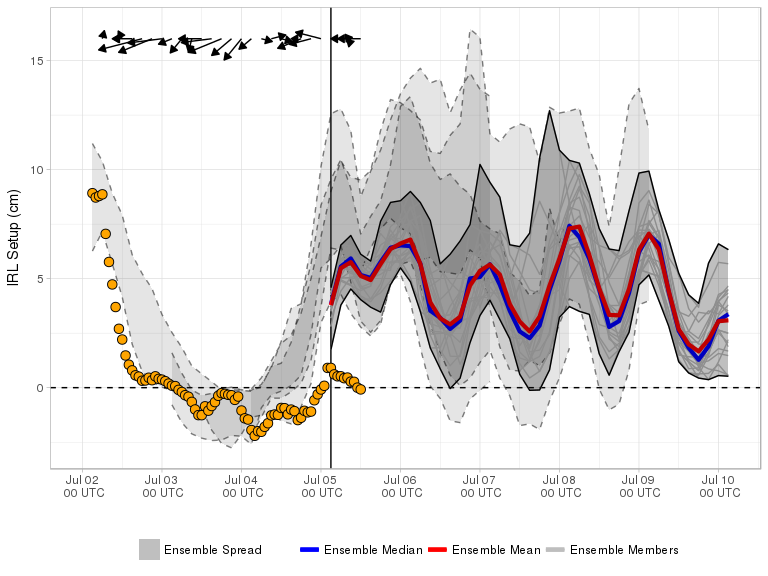 IRL Setup (cm)
15
10
5
0
Jul 02 Jul 03 Jul 04 Jul 05 Jul 06 Jul 07 Jul 08 Jul 09 Jul 10
00 UTC 00 UTC 00 UTC 00 UTC 00 UTC 00 UTC 00 UTC 00 UTC 00 UTC
Ensemble Spread Ensemble Median Ensemble Mean Ensemble Members